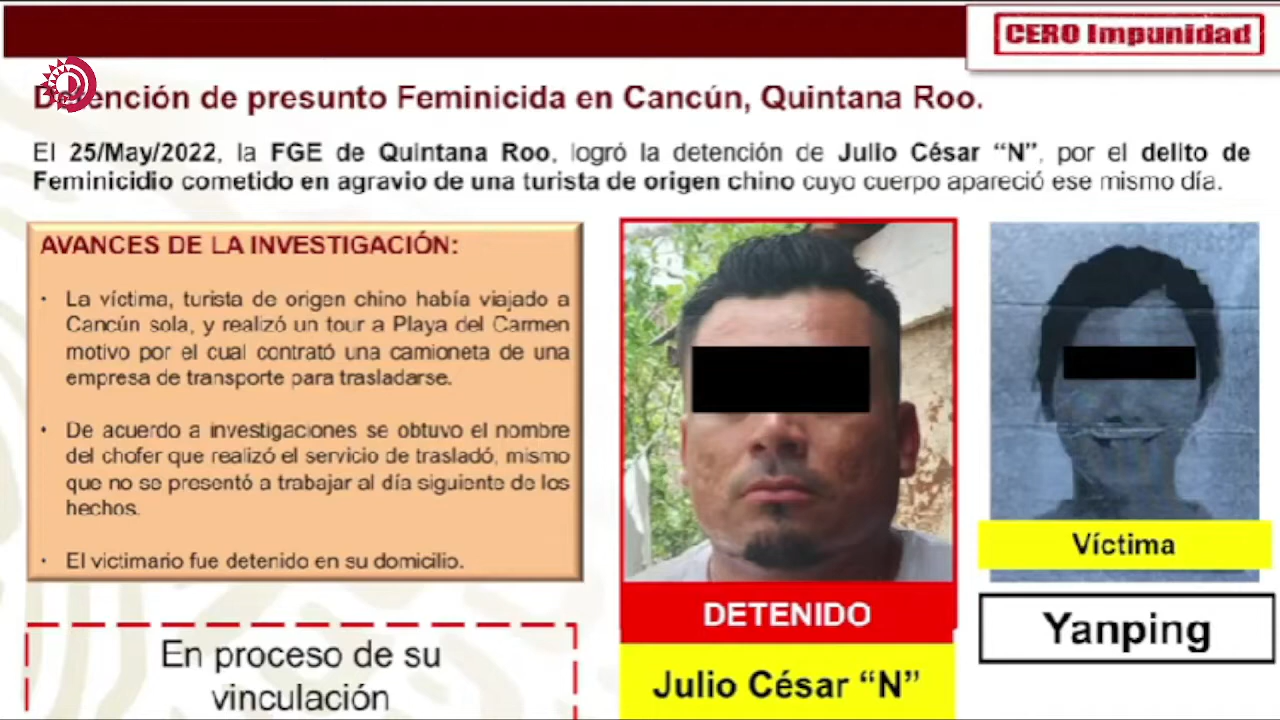 CERO Impunidad
Detención de presunto Feminicida en Cancún, Quintana Roo.
El 25/May/2022, la FGE de Quintana Roo, logró la detención de Julio César “N”, por el delito de
Feminicidio cometido en agravio de una turista de origen chino cuyo cuerpo apareció ese mismo día.
AVANCES DE LA INVESTIGACIÓN:
• La víctima, turista de origen chino había viajado a
Cancún sola, y realizó un tour a Playa del Carmen
motivo por el cual contrató una camioneta de una
empresa de transporte para trasladarse.
• De acuerdo a investigaciones se obtuvo el nombre
del chofer que realizó el servicio de trasladó, mismo
que no se presentó a trabajar al día siguiente de los
hechos.
• El victimario fue detenido en su domicilio.
En proceso de su
vinculación
DETENIDO
Julio César “N”
Víctima
Yanping